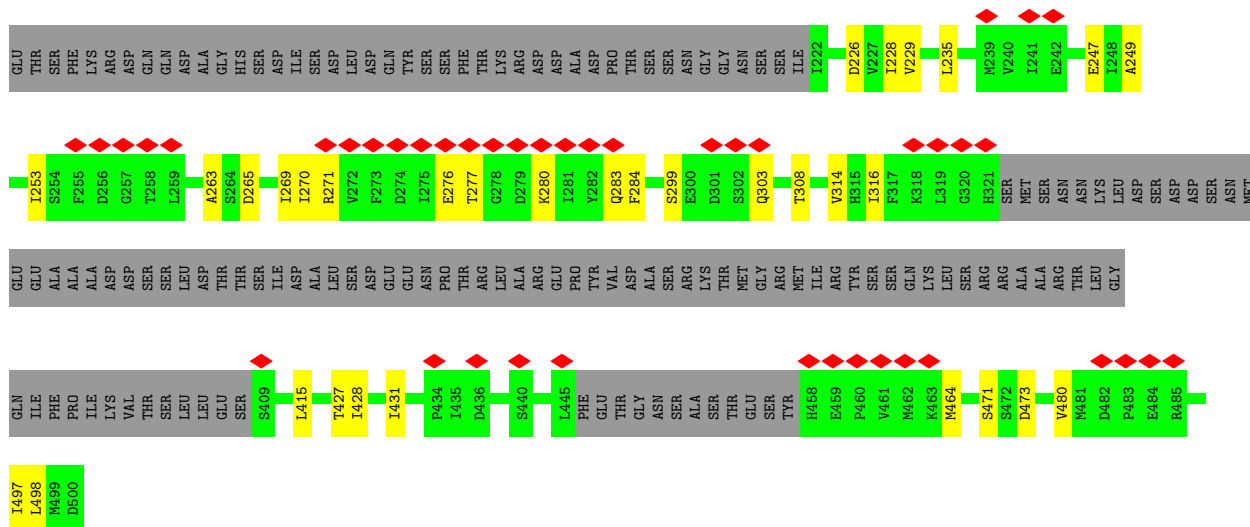 GLU THR SER PHE LYS ARG ASP GLN GLN ASP ALA GLY HIS SER ASP ILE SER ASP LEU ASP GLN TYR SER SER PHE THR LYS ARG ASP ASP ALA ASP PRO THR SER SER ASN GLY GLY ASN SER SER ILE I222 D226 V227 I228 V229 L235 M239 V240 I241 E242 E247 I248 A249
I253 S254 F255 D256 G257 T258 L259 A263 S264 D265 I269 I270 R271 V272 F273 D274 I275 E276 T277 G278 D279 K280 I281 Y282 Q283 F284 S299 E300 D301 S302 Q303 T308 V314 H315 I316 F317 K318 L319 G320 H321 SER MET SER ASN ASN LYS LEU ASP SER ASP ASP SER ASN MET
GLU GLU ALA ALA ALA ASP ASP SER SER LEU ASP THR THR SER ILE ASP ALA LEU SER ASP GLU GLU ASN PRO THR ARG LEU ALA ARG GLU PRO TYR VAL ASP ALA SER ARG LYS THR MET GLY ARG MET ILE ARG TYR SER SER GLN LYS LEU SER ARG ARG ALA ALA ARG THR LEU GLY
GLN ILE PHE PRO ILE LYS VAL THR SER LEU LEU GLU SER S409 L415 T427 I428 I431 P434 I435 D436 S440 L445 PHE GLU THR GLY ASN SER ALA SER THR GLU SER TYR H458 E459 P460 V461 M462 K463 M464 S471 S472 D473 V480 M481 D482 P483 E484 R485
I497 L498 M499 D500